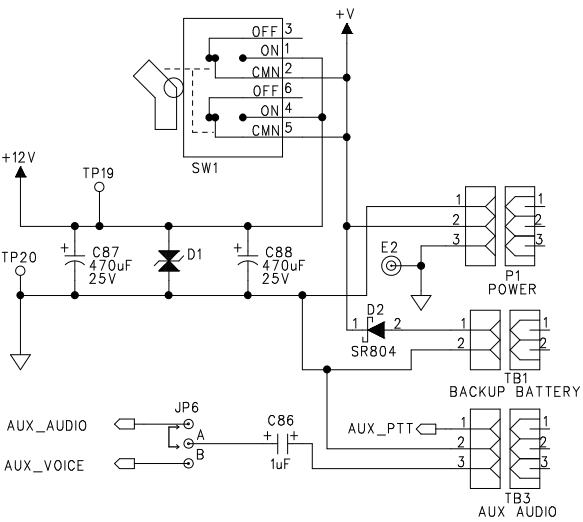 +V
OFF 3
ON 1
CMN 2
OFF 6
ON 4
CMN 5
SW1
+12V
TP19
TP20
+ C87
470uF
25V
D1
+ C88
470uF
25V
E2
1 1
2 2
3 3
P1
POWER
D2
1 2
SR804
1 1
2 2
TB1
BACKUP BATTERY
JP6
AUX_AUDIO
A
B
AUX_VOICE
C86
+ +
1uF
AUX_PTT
1 1
2 2
3 3
TB3
AUX AUDIO